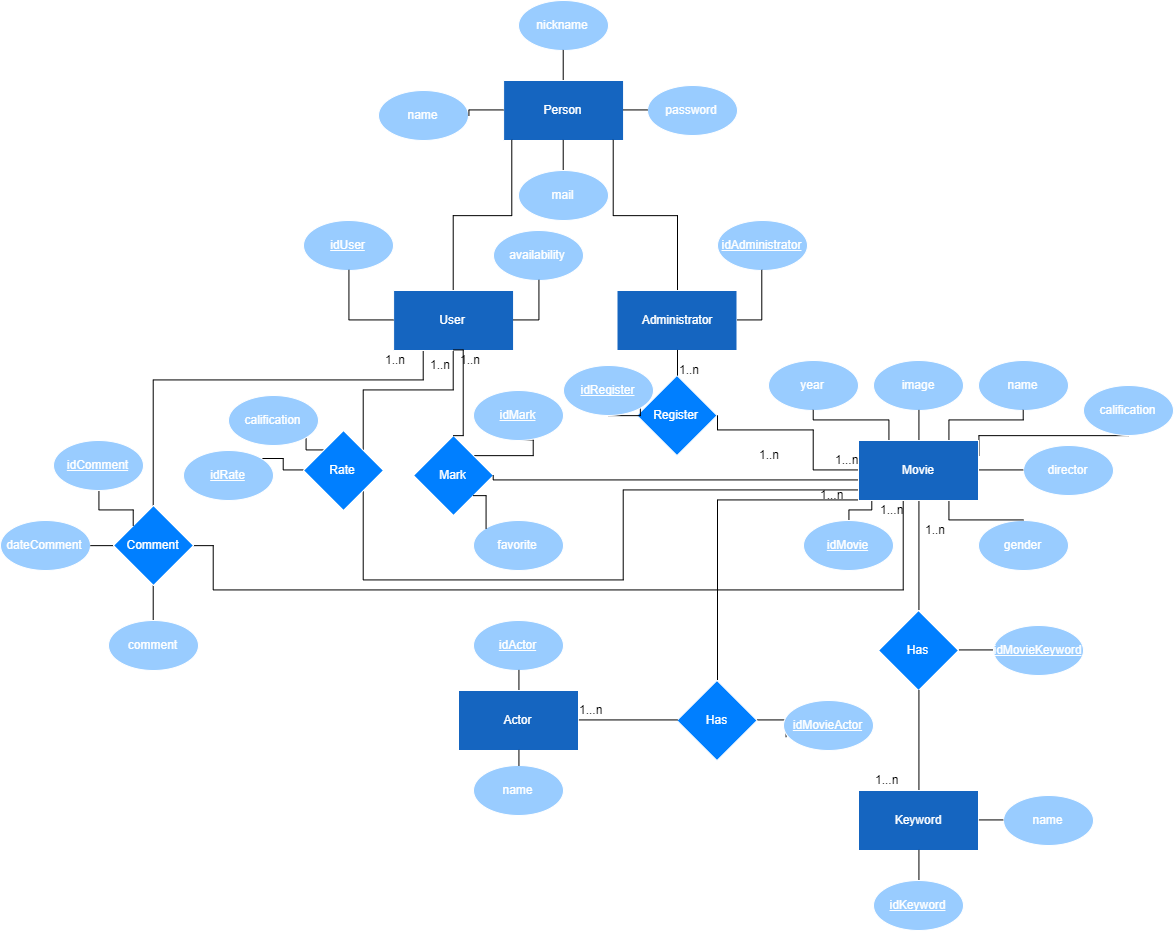 nickname
Person
name
password
mail
idUser
availability
idAdministrator
User
Administrator
1..n
1..n
1..n
1..n
idRegister
Register
year
image
name
calification
calification
idMark
1..n
1...n
Movie
director
idComment
idRate
Rate
Mark
1...n
1...n
1..n
dateComment
Comment
favorite
idMovie
gender
comment
idActor
Has
idMovieKeyword
1...n
Actor
Has
idMovieActor
name
1...n
Keyword
name
idKeyword